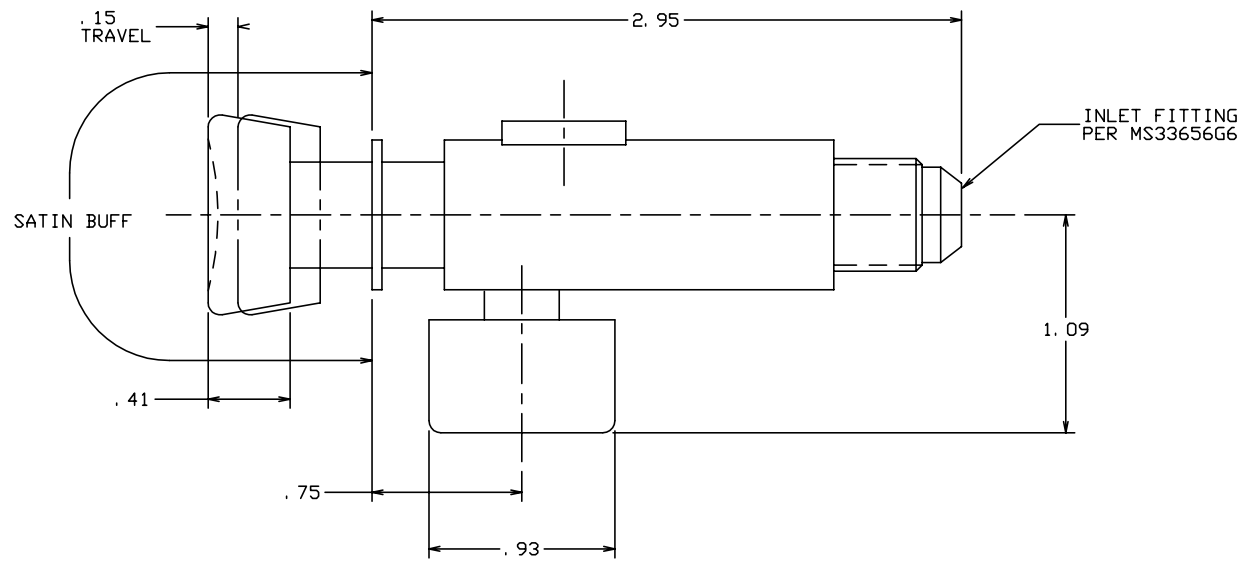 .15
TRAVEL
2.95
INLET FITTING
PER MS33656G6
SATIN BUFF
1.09
.41
.75
.93